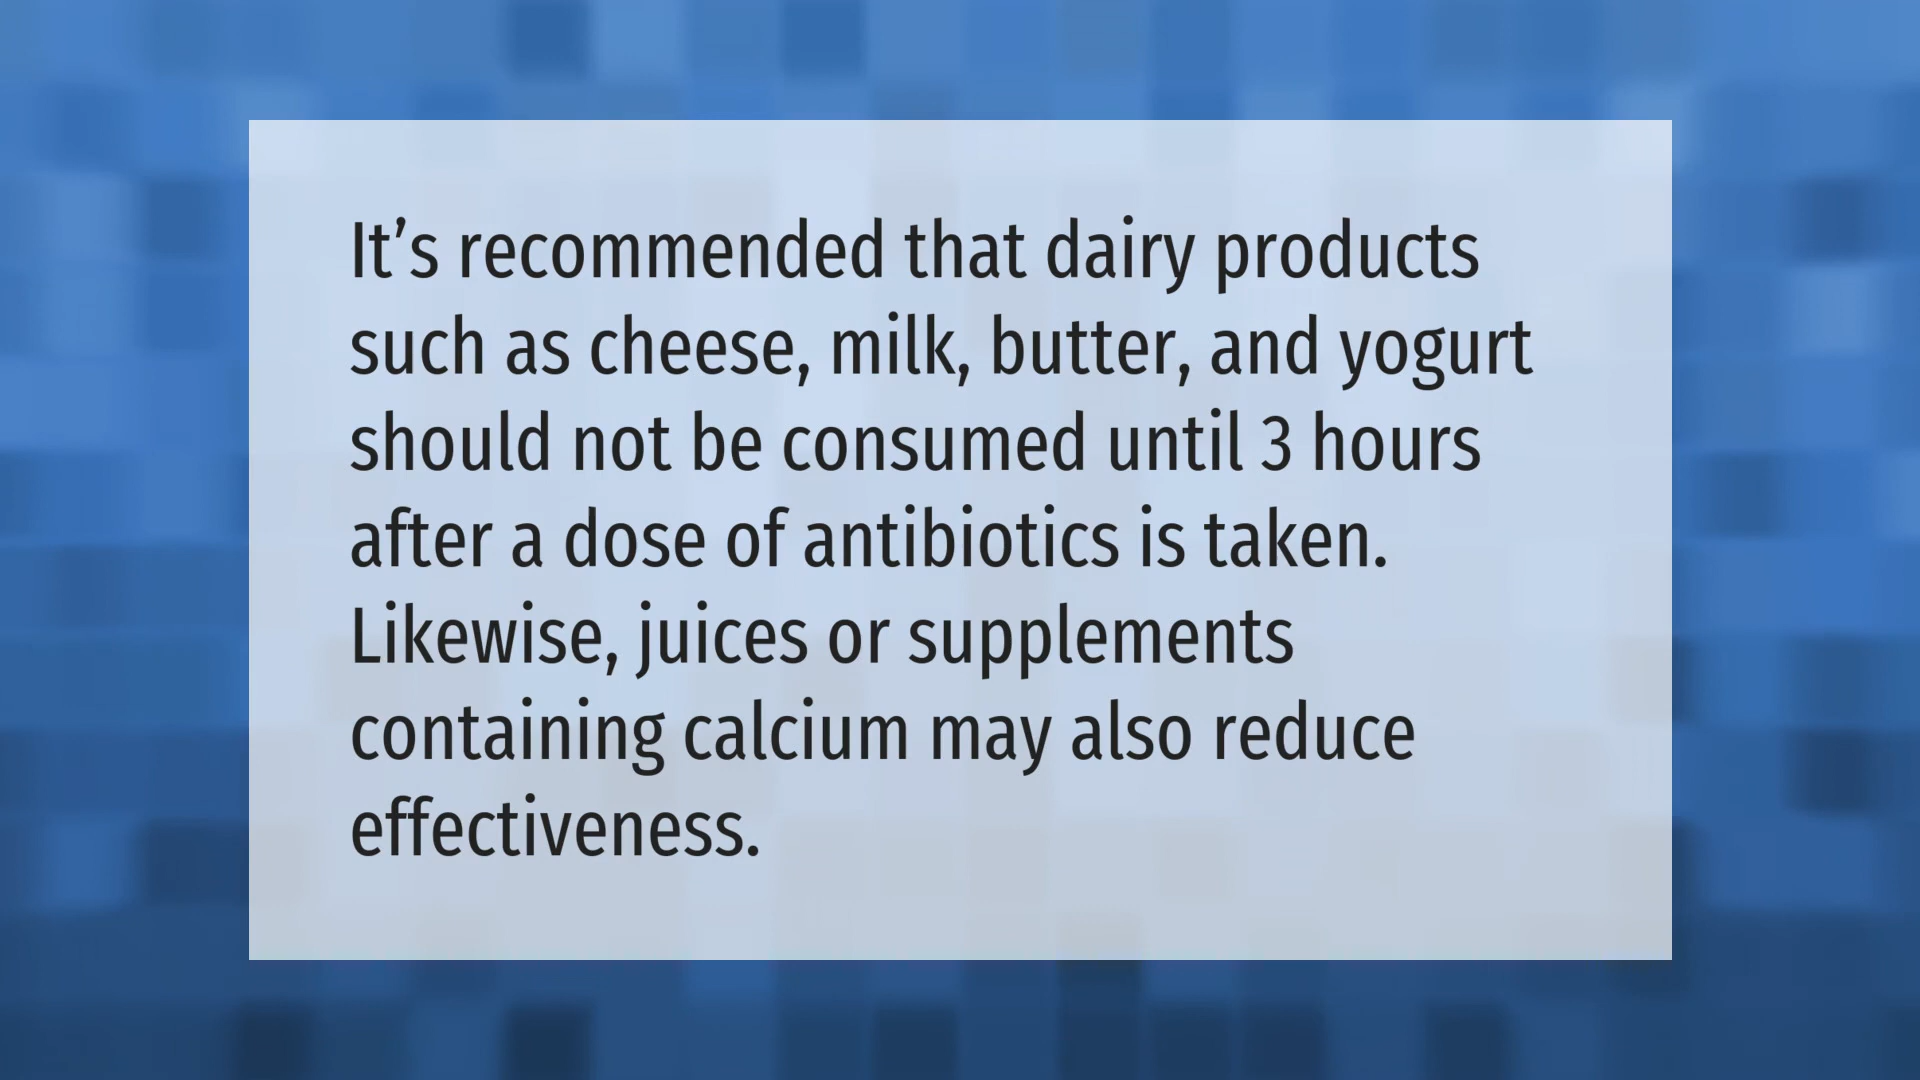 It’s recommended that dairy products
such as cheese, milk, butter, and yogurt
should not be consumed until 3 hours
after a dose of antibiotics is taken.
Likewise, juices or supplements
containing calcium may also reduce
effectiveness.